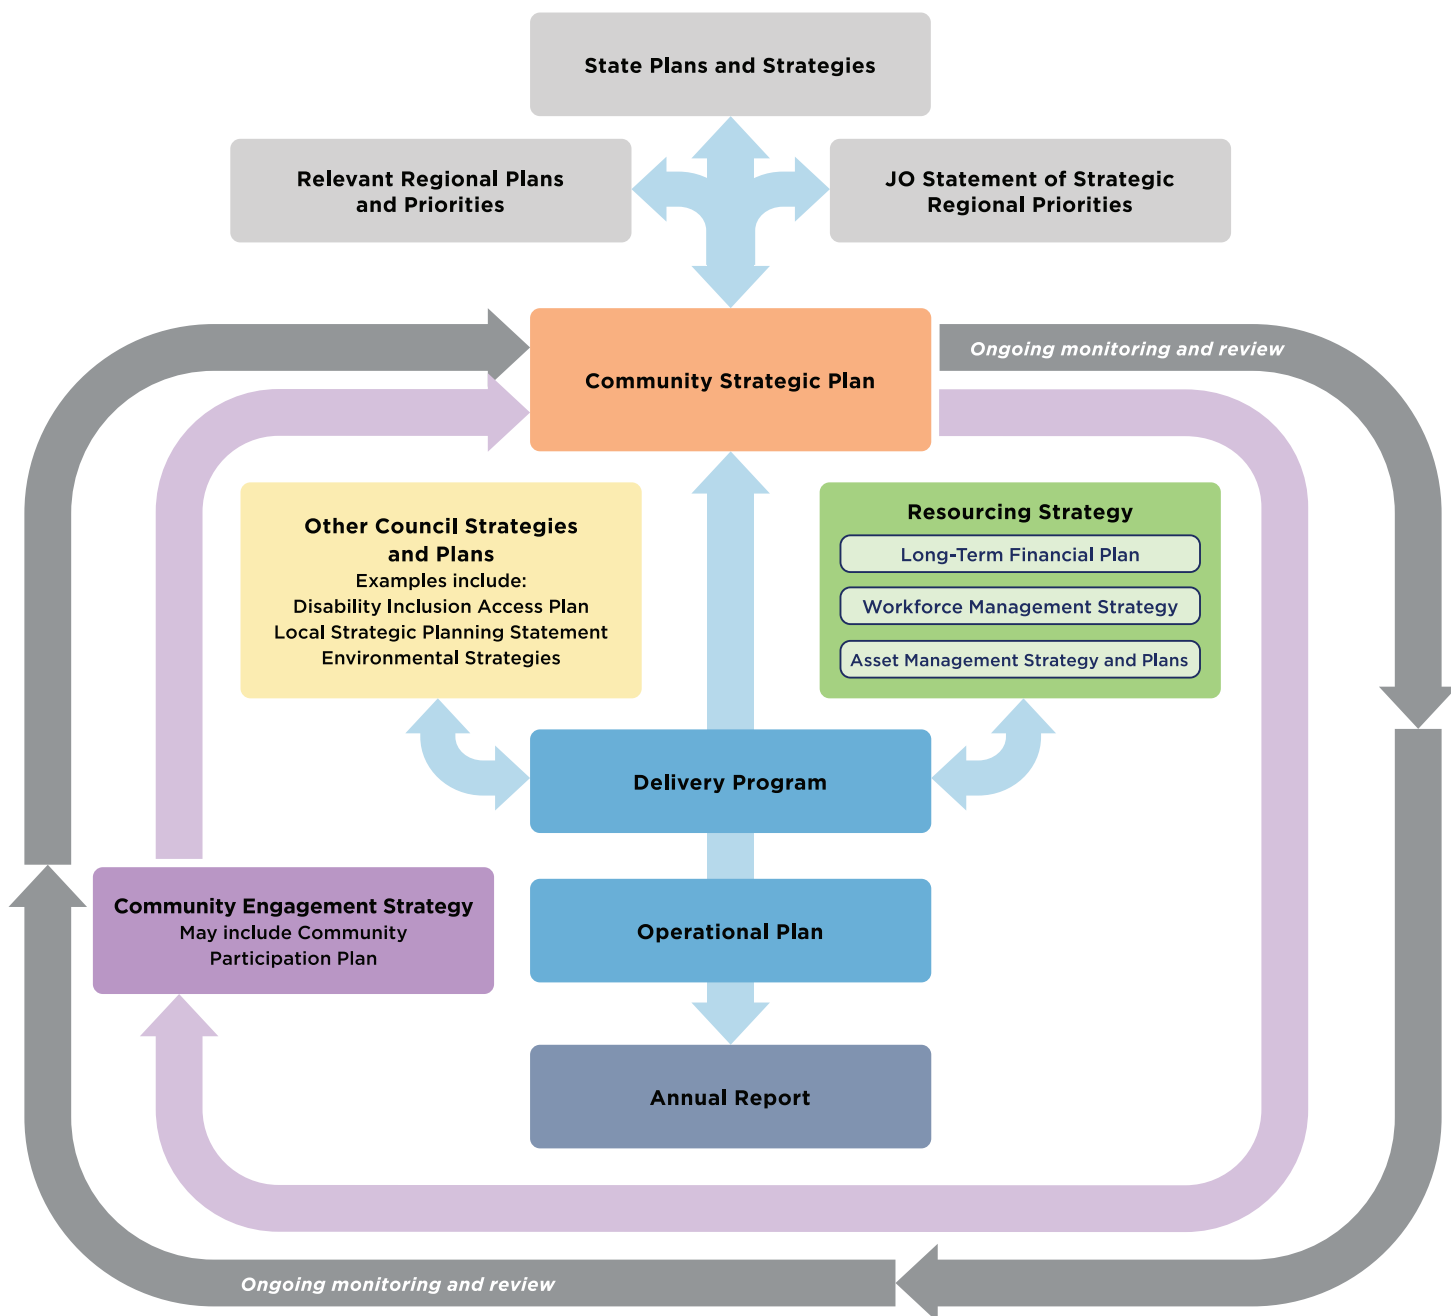 State Plans and Strategies
Relevant Regional Plans
and Priorities
JO Statement of Strategic
Regional Priorities
Community Strategic Plan
Ongoing monitoring and review
Other Council Strategies
and Plans
Examples include:
Disability Inclusion Access Plan
Local Strategic Planning Statement
Environmental Strategies
Resourcing Strategy
Long-Term Financial Plan
Workforce Management Strategy
Asset Management Strategy and Plans
Delivery Program
Community Engagement Strategy
May include Community
Participation Plan
Operational Plan
Annual Report
Ongoing monitoring and review